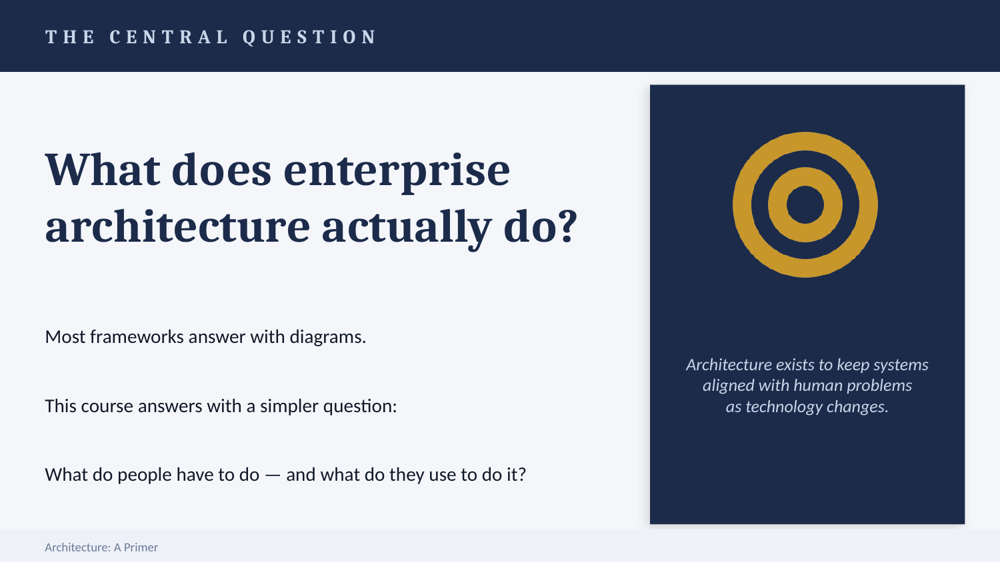 THE CENTRAL QUESTION
What does enterprise
architecture actually do?
Most frameworks answer with diagrams.
This course answers with a simpler question:
What do people have to do — and what do they use to do it?
Architecture exists to keep systems
aligned with human problems
as technology changes.
Architecture: A Primer